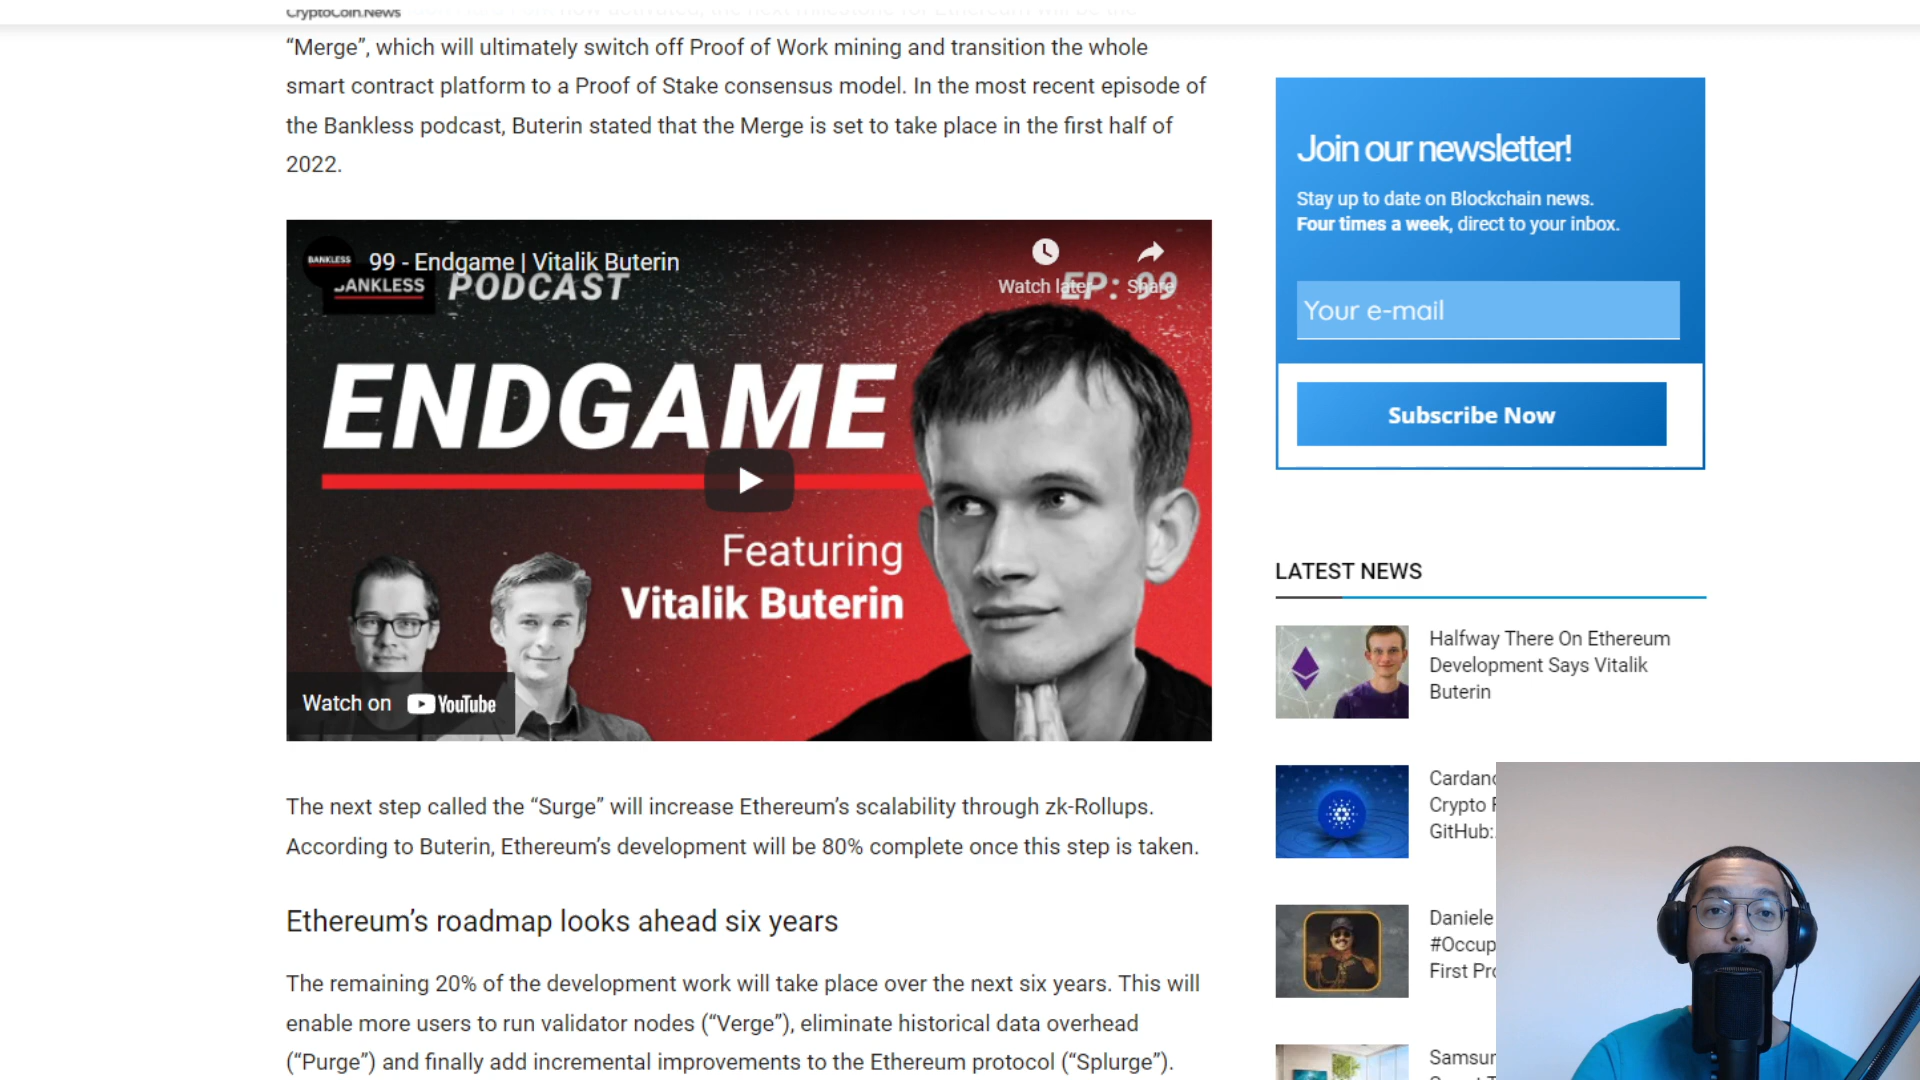 CryptoCoin.News
“Merge”, which will ultimately switch off Proof of Work mining and transition the whole
smart contract platform to a Proof of Stake consensus model. In the most recent episode of
the Bankless podcast, Buterin stated that the Merge is set to take place in the first half of
2022.
BANKLESS
99 - Endgame | Vitalik Buterin
BANKLESS PODCAST
Watch later
Share
EP: 99
ENDGAME
Featuring
Vitalik Buterin
Watch on YouTube
The next step called the “Surge” will increase Ethereum’s scalability through zk-Rollups.
According to Buterin, Ethereum’s development will be 80% complete once this step is taken.
Ethereum’s roadmap looks ahead six years
The remaining 20% of the development work will take place over the next six years. This will
enable more users to run validator nodes (“Verge”), eliminate historical data overhead
(“Purge”) and finally add incremental improvements to the Ethereum protocol (“Splurge”).
Join our newsletter!
Stay up to date on Blockchain news.
Four times a week, direct to your inbox.
Your e-mail
Subscribe Now
LATEST NEWS
Halfway There On Ethereum
Development Says Vitalik
Buterin
Cardano
Crypto
GitHub:
Daniele
#Occup
First Pro
Samsun